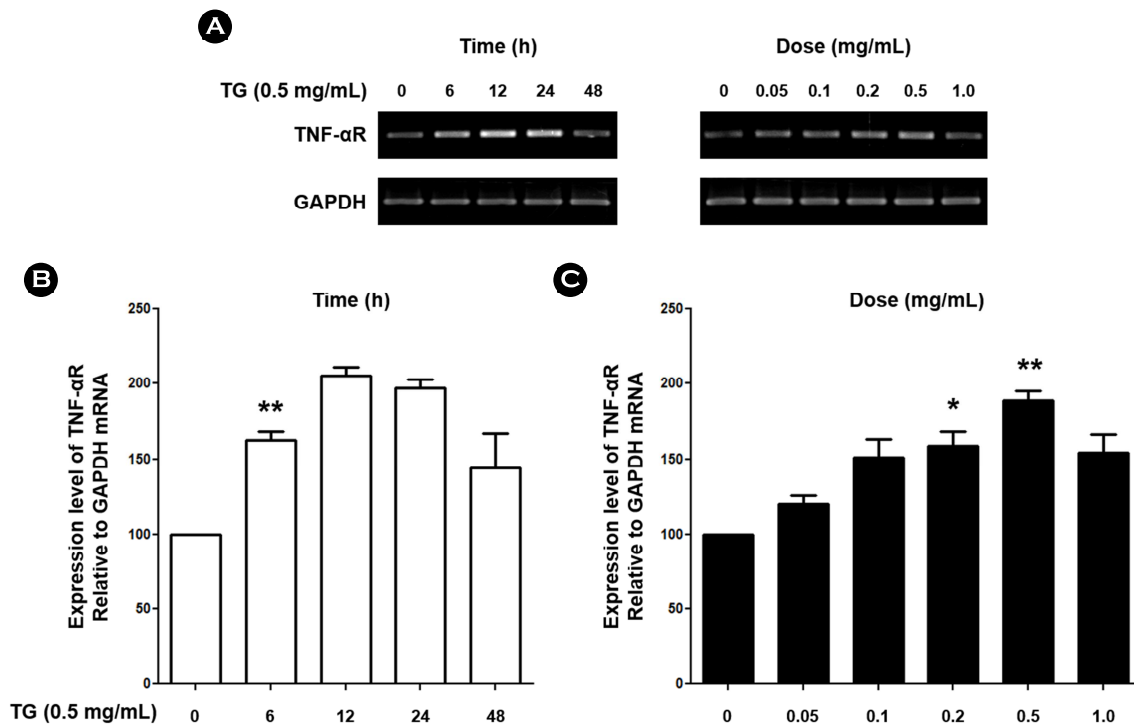 A
Time (h)
Dose (mg/mL)
TG (0.5 mg/mL) 0 6 12 24 48
0 0.05 0.1 0.2 0.5 1.0
TNF-αR
GAPDH
B
Time (h)
Expression level of TNF-αR
Relative to GAPDH mRNA
250
200
150
100
50
0
**
TG (0.5 mg/mL) 0 6 12 24 48
C
Dose (mg/mL)
Expression level of TNF-αR
Relative to GAPDH mRNA
250
200
150
100
50
0
*
**
0 0.05 0.1 0.2 0.5 1.0